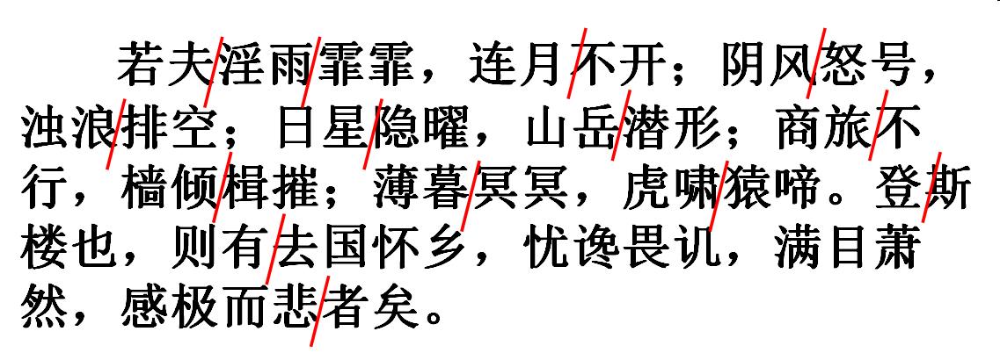 若夫淫雨霏霏，连月不开；阴风怒号，
浊浪排空；日星隐曜，山岳潜形；商旅不
行，樯倾楫摧；薄暮冥冥，虎啸猿啼。登斯
楼也，则有去国怀乡，忧谗畏讥，满目萧
然，感极而悲者矣。